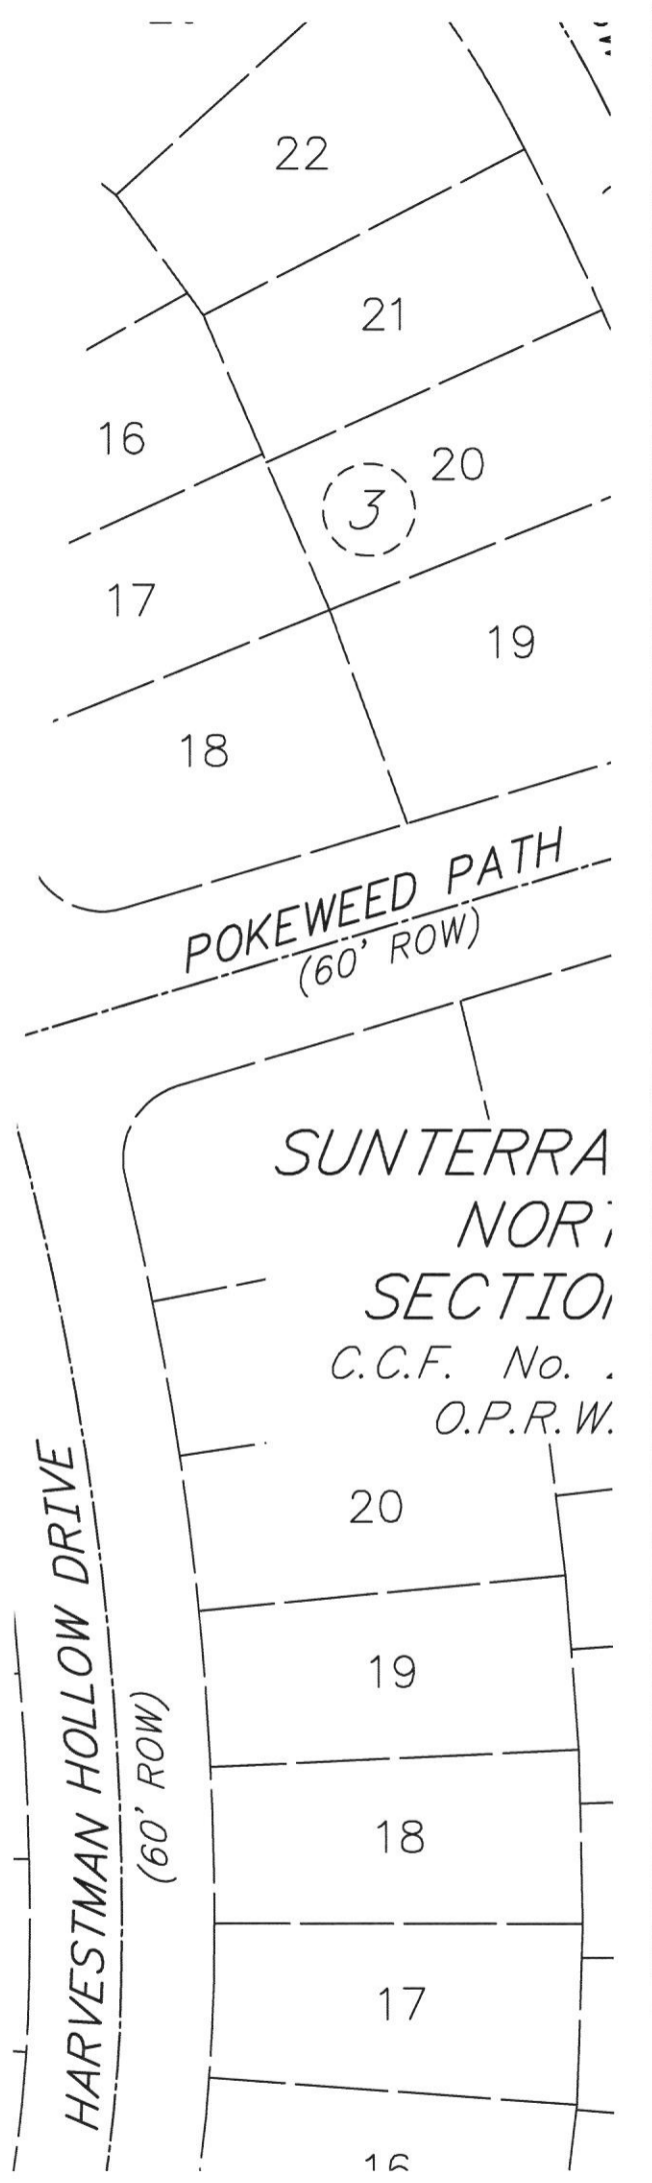 22
21
16
20
3
17
19
18
POKEWEED PATH
(60' ROW)
SUNTERRA
NOR
SECTIO
C.C.F. No.
O.P.R.W.
20
HARVESTMAN HOLLOW DRIVE
(60' ROW)
19
18
17
16